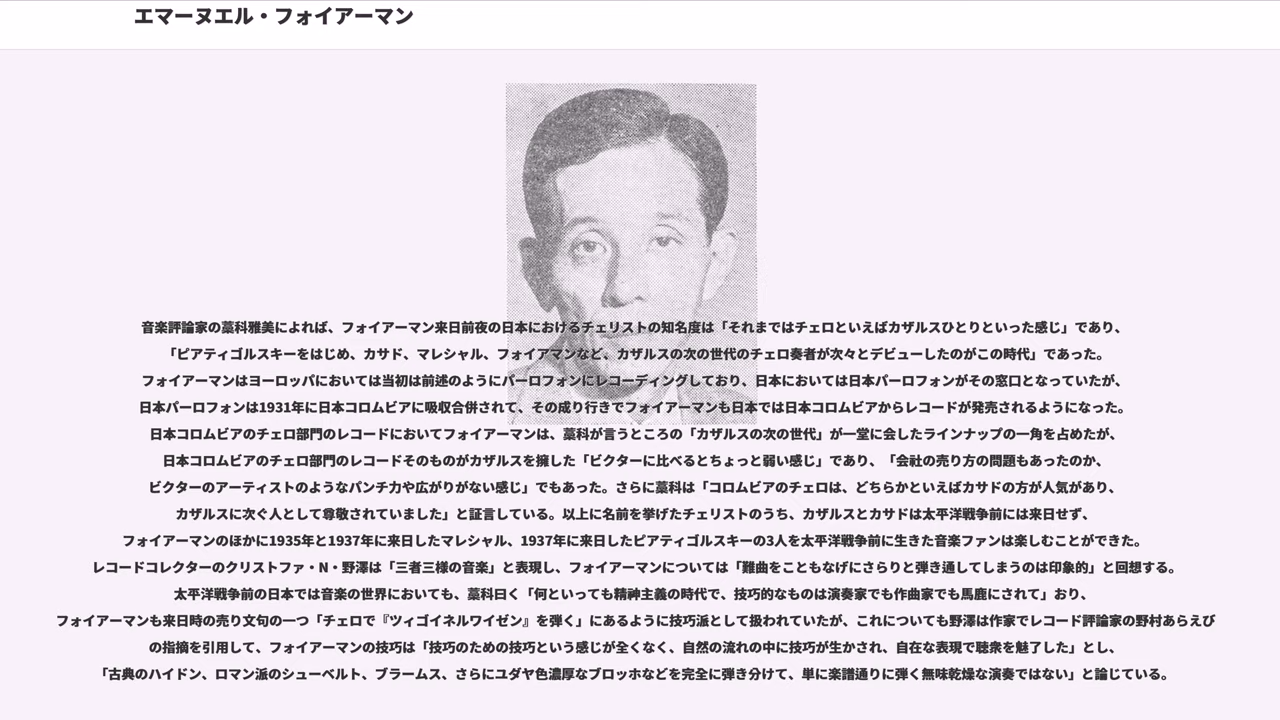 エマーヌエル・フォイアーマン
音楽評論家の藁科雅美によれば、フォイアーマン来日前夜の日本におけるチェリストの知名度は「それまではチェロといえばカザルスひとりといった感じ」であり、
「ピアティゴルスキーをはじめ、カサド、マレシャル、フォイアマンなど、カザルスの次の世代のチェロ奏者が次々とデビューしたのがこの時代」であった。
フォイアーマンはヨーロッパにおいては当初は前述のようにパーロフォンにレコーディングしており、日本においては日本パーロフォンがその窓口となっていたが、
日本パーロフォンは1931年に日本コロムビアに吸収合併されて、その成り行きでフォイアーマンも日本では日本コロムビアからレコードが発売されるようになった。
日本コロムビアのチェロ部門のレコードにおいてフォイアーマンは、藁科が言うところの「カザルスの次の世代」が一堂に会したラインナップの一角を占めたが、
日本コロムビアのチェロ部門のレコードそのものがカザルスを擁した「ビクターに比べるとちょっと弱い感じ」であり、「会社の売り方の問題もあったのか、
ビクターのアーティストのようなパンチ力や広がりがない感じ」でもあった。さらに藁科は「コロムビアのチェロは、どちらかといえばカサドの方が人気があり、
カザルスに次ぐ人として尊敬されていました」と証言している。以上に名前を挙げたチェリストのうち、カザルスとカサドは太平洋戦争前には来日せず、
フォイアーマンのほかに1935年と1937年に来日したマレシャル、1937年に来日したピアティゴルスキーの3人を太平洋戦争前に生きた音楽ファンは楽しむことができた。
レコードコレクターのクリストファ・N・野澤は「三者三様の音楽」と表現し、フォイアーマンについては「難曲をこともなげにさらりと弾き通してしまうのは印象的」と回想する。
太平洋戦争前の日本では音楽の世界においても、藁科曰く「何といっても精神主義の時代で、技巧的なものは演奏家でも作曲家でも馬鹿にされて」おり、
フォイアーマンも来日時の売り文句の一つ「チェロで『ツィゴイネルワイゼン』を弾く」にあるように技巧派として扱われていたが、これについても野澤は作家でレコード評論家の野村あらえび
の指摘を引用して、フォイアーマンの技巧は「技巧のための技巧という感じが全くなく、自然の流れの中に技巧が生かされ、自在な表現で聴衆を魅了した」とし、
「古典のハイドン、ロマン派のシューベルト、ブラームス、さらにユダヤ色濃厚なブロッホなどを完全に弾き分けて、単に楽譜通りに弾く無味乾燥な演奏ではない」と論じている。